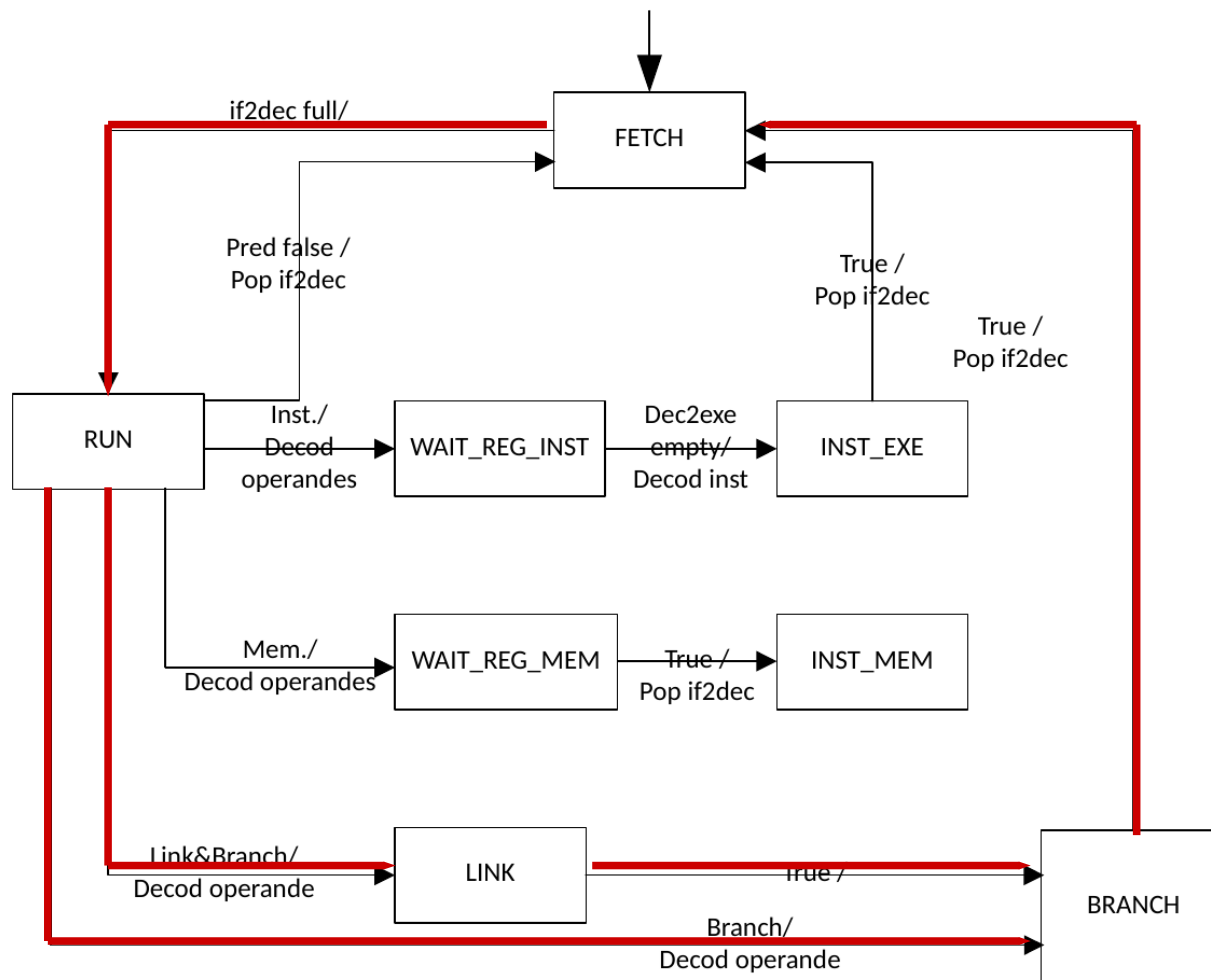 if2dec full/
FETCH
Pred false /
Pop if2dec
True /
Pop if2dec
True /
Pop if2dec
RUN
Inst./
Decod
operandes
WAIT_REG_INST
Dec2exe
empty/
Decod inst
INST_EXE
Mem./
Decod operandes
WAIT_REG_MEM
True /
Pop if2dec
INST_MEM
Link&Branch/
Decod operande
LINK
True /
BRANCH
Branch/
Decod operande